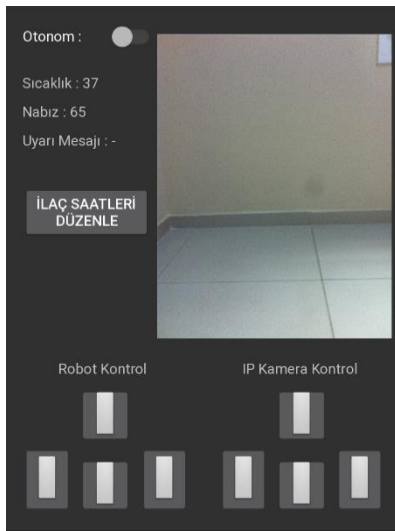 Otonom :
Sıcaklık : 37
Nabız : 65
Uyarı Mesajı : -
İLAÇ SAATLERİ
DÜZENLE
Robot Kontrol
IP Kamera Kontrol